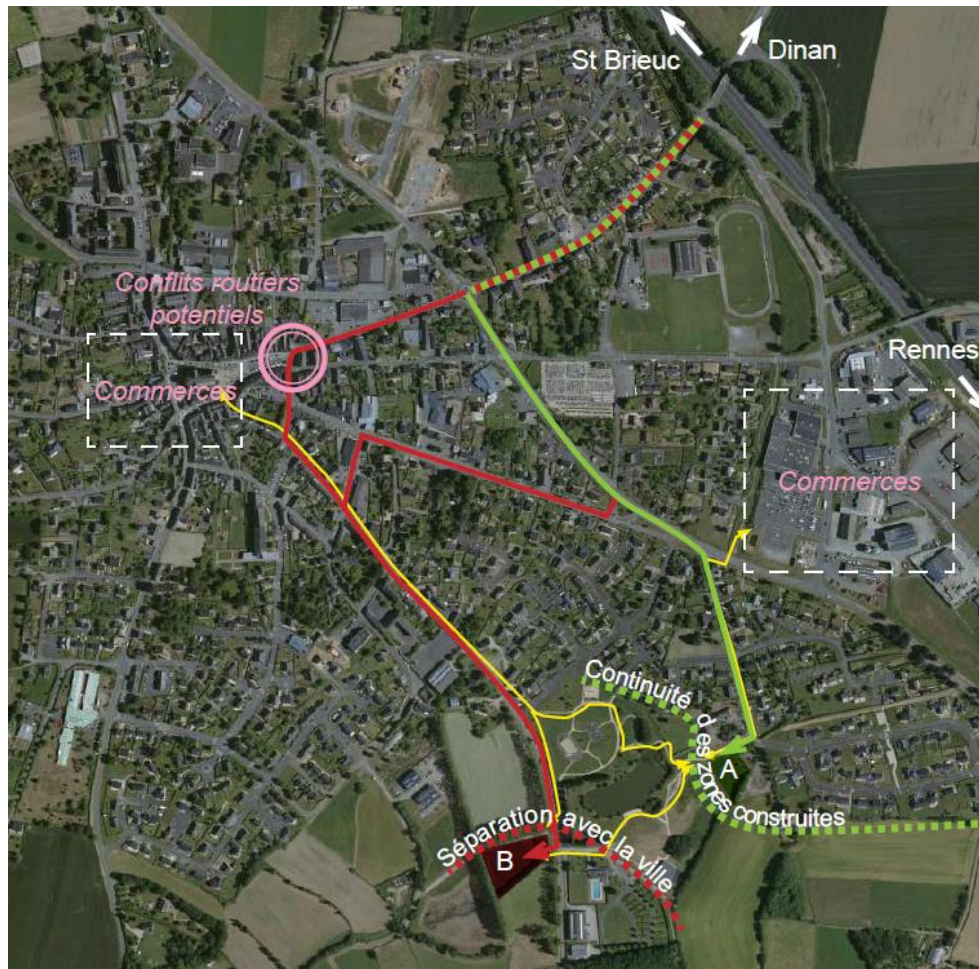 St Brieuc
Dinan
Conflits routiers
potentiels
Rennes
Commerces
Commerces
Continuité des zones construites
A
Séparation avec la ville
B